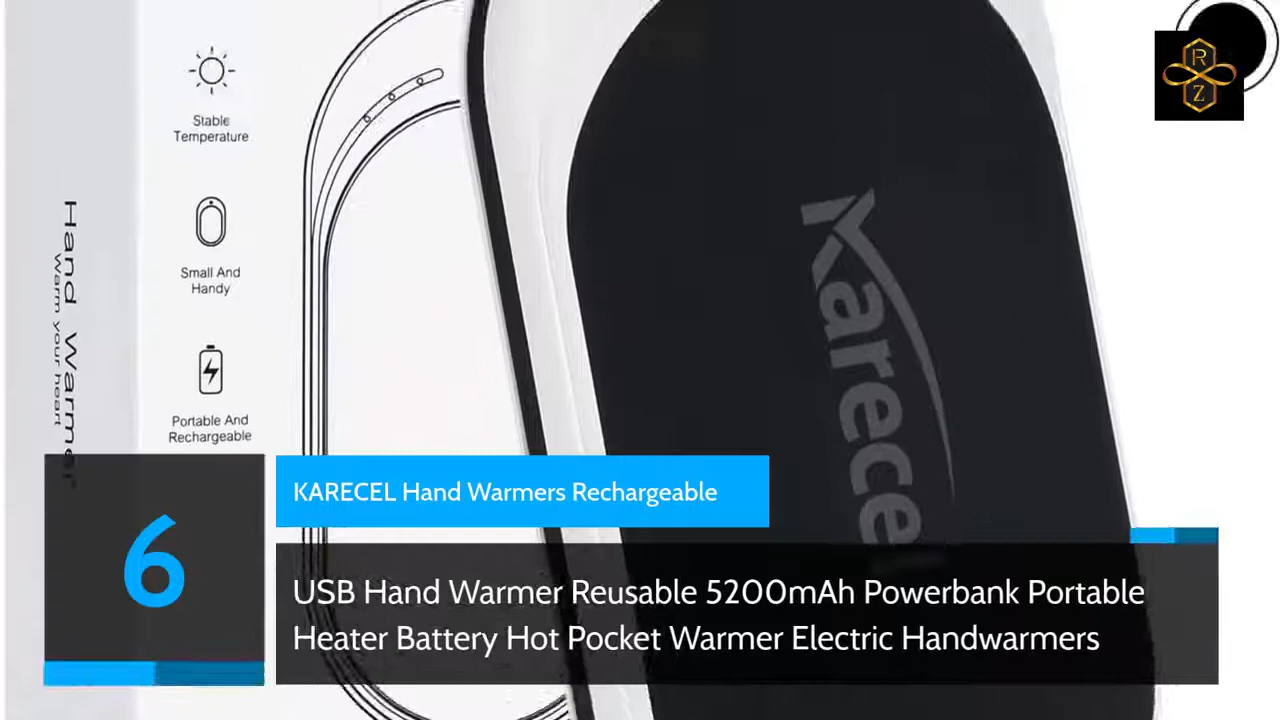 R
Z
Stable
Temperature
Small And
Handy
Portable And
Rechargeable
Hand Warmer
Warm your heart
Karecel
6
KARECEL Hand Warmers Rechargeable
USB Hand Warmer Reusable 5200mAh Powerbank Portable
Heater Battery Hot Pocket Warmer Electric Handwarmers